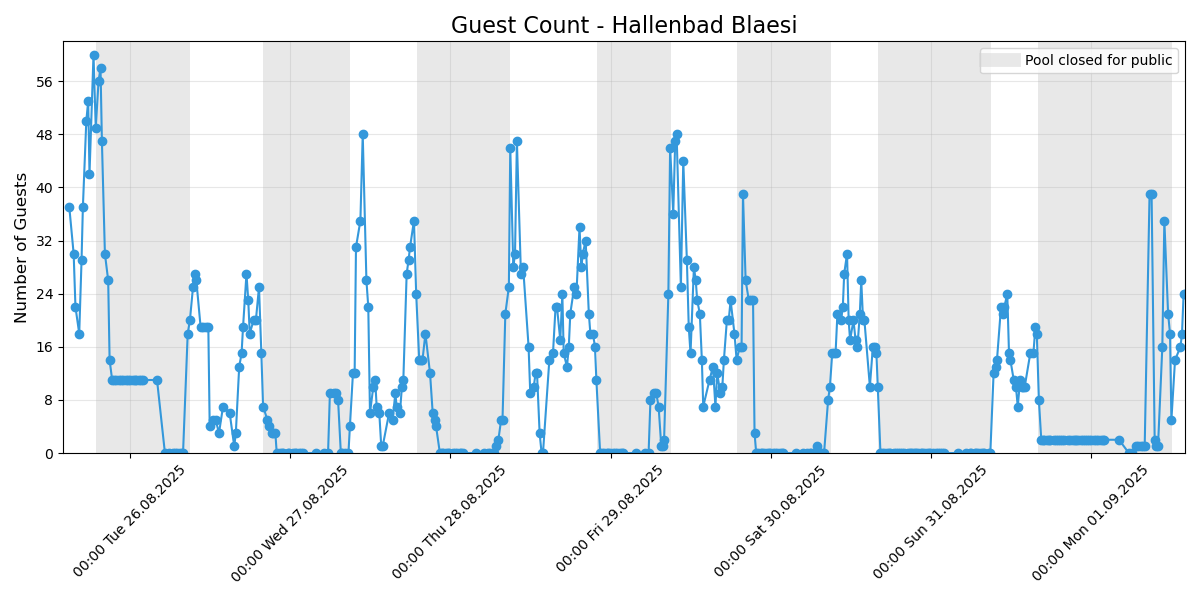 Guest Count - Hallenbad Blaesi
Pool closed for public
Number of Guests
56
48
40
32
24
16
8
0
00:00 Tue 26.08.2025
00:00 Wed 27.08.2025
00:00 Thu 28.08.2025
00:00 Fri 29.08.2025
00:00 Sat 30.08.2025
00:00 Sun 31.08.2025
00:00 Mon 01.09.2025